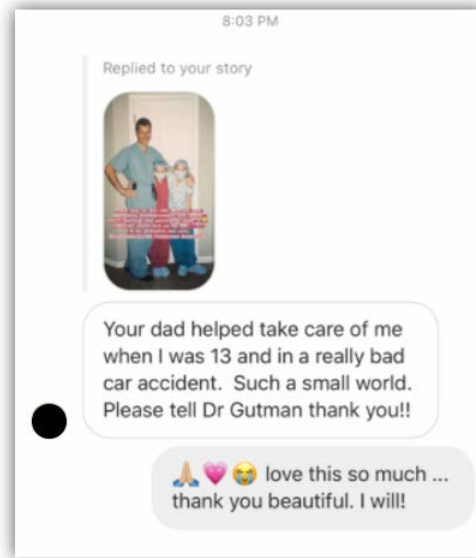 8:03 PM
Replied to your story
Your dad helped take care of me
when I was 13 and in a really bad
car accident.  Such a small world.
Please tell Dr Gutman thank you!!
🙏🏼 💗 😭 love this so much ...
thank you beautiful. I will!